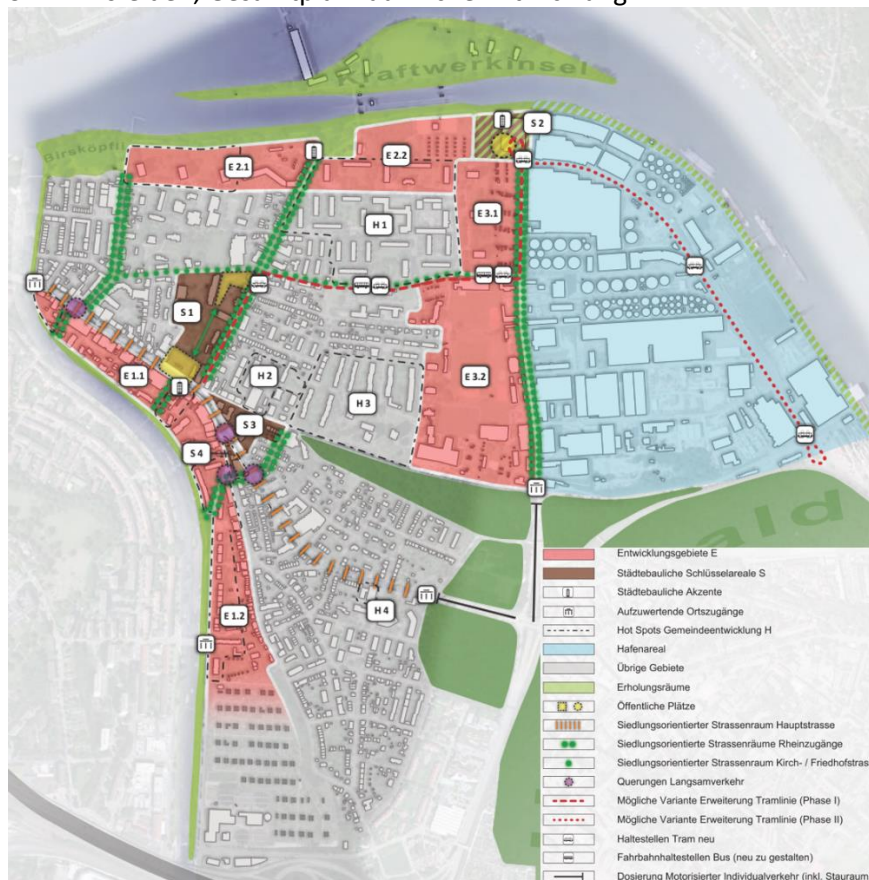 Kraftwerkinsel
Birsköpfli
S 2
E 2.1
E 2.2
E 3.1
H 1
S 1
E 1.1
H 2
H 3
E 3.2
S 3
S 4
ald
E 1.2
H 4
Entwicklungsgebiete E
Städtebauliche Schlüsselareale S
Städtebauliche Akzente
Aufzuwertende Ortszugänge
Hot Spots Gemeindeentwicklung H
Hafenareal
Übrige Gebiete
Erholungsräume
Öffentliche Plätze
Siedlungsorientierter Strassenraum Hauptstrasse
Siedlungsorientierte Strassenräume Rheinzugänge
Siedlungsorientierter Strassenraum Kirch- / Friedhofstras
Querungen Langsamverkehr
Mögliche Variante Erweiterung Tramlinie (Phase I)
Mögliche Variante Erweiterung Tramlinie (Phase II)
Haltestellen Tram neu
Fahrbahnhaltestellen Bus (neu zu gestalten)
Dosierung Motorisierter Individualverkehr (inkl. Stauraum